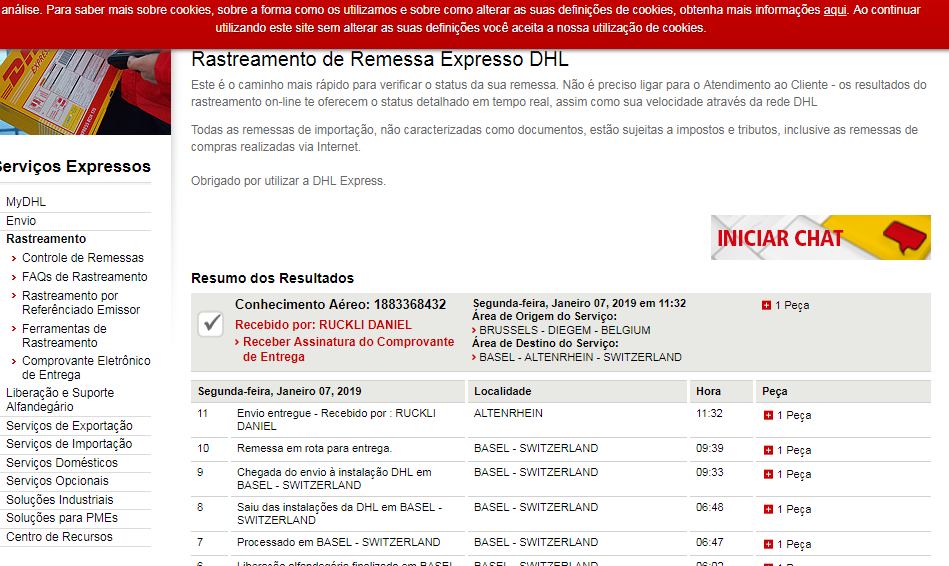 análise. Para saber mais sobre cookies, sobre a forma como os utilizamos e sobre como alterar as suas definições de cookies, obtenha mais informações aqui. Ao continuar
utilizando este site sem alterar as suas definições você aceita a nossa utilização de cookies.
DHL
EXPRESS
Rastreamento de Remessa Expresso DHL
Este é o caminho mais rápido para verificar o status da sua remessa. Não é preciso ligar para o Atendimento ao Cliente - os resultados do
rastreamento on-line te oferecem o status detalhado em tempo real, assim como sua velocidade através da rede DHL
Todas as remessas de importação, não caracterizadas como documentos, estão sujeitas a impostos e tributos, inclusive as remessas de
compras realizadas via Internet.
Obrigado por utilizar a DHL Express.
Serviços Expressos
MyDHL
Envio
Rastreamento
Controle de Remessas
FAQs de Rastreamento
Rastreamento por
Referênciado Emissor
Ferramentas de
Rastreamento
Comprovante Eletrônico
de Entrega
Liberação e Suporte
Alfandegário
Serviços de Exportação
Serviços de Importação
Serviços Domésticos
Serviços Opcionais
Soluções Industriais
Soluções para PMEs
Centro de Recursos
INICIAR CHAT
Resumo dos Resultados
Conhecimento Aéreo: 1883368432
Recebido por: RUCKLI DANIEL
Receber Assinatura do Comprovante
de Entrega
Segunda-feira, Janeiro 07, 2019 em 11:32
Área de Origem do Serviço:
BRUSSELS - DIEGEM - BELGIUM
Área de Destino do Serviço:
BASEL - ALTENRHEIN - SWITZERLAND
1 Peça
Segunda-feira, Janeiro 07, 2019 Localidade Hora Peça
11 Envio entregue - Recebido por : RUCKLI ALTENRHEIN 11:32 1 Peça
DANIEL
10 Remessa em rota para entrega. BASEL - SWITZERLAND 09:39 1 Peça
9 Chegada do envio à instalação DHL em BASEL - SWITZERLAND 09:33 1 Peça
BASEL - SWITZERLAND
8 Saiu das instalações da DHL em BASEL - BASEL - SWITZERLAND 06:48 1 Peça
SWITZERLAND
7 Processado em BASEL - SWITZERLAND BASEL - SWITZERLAND 06:47 1 Peça